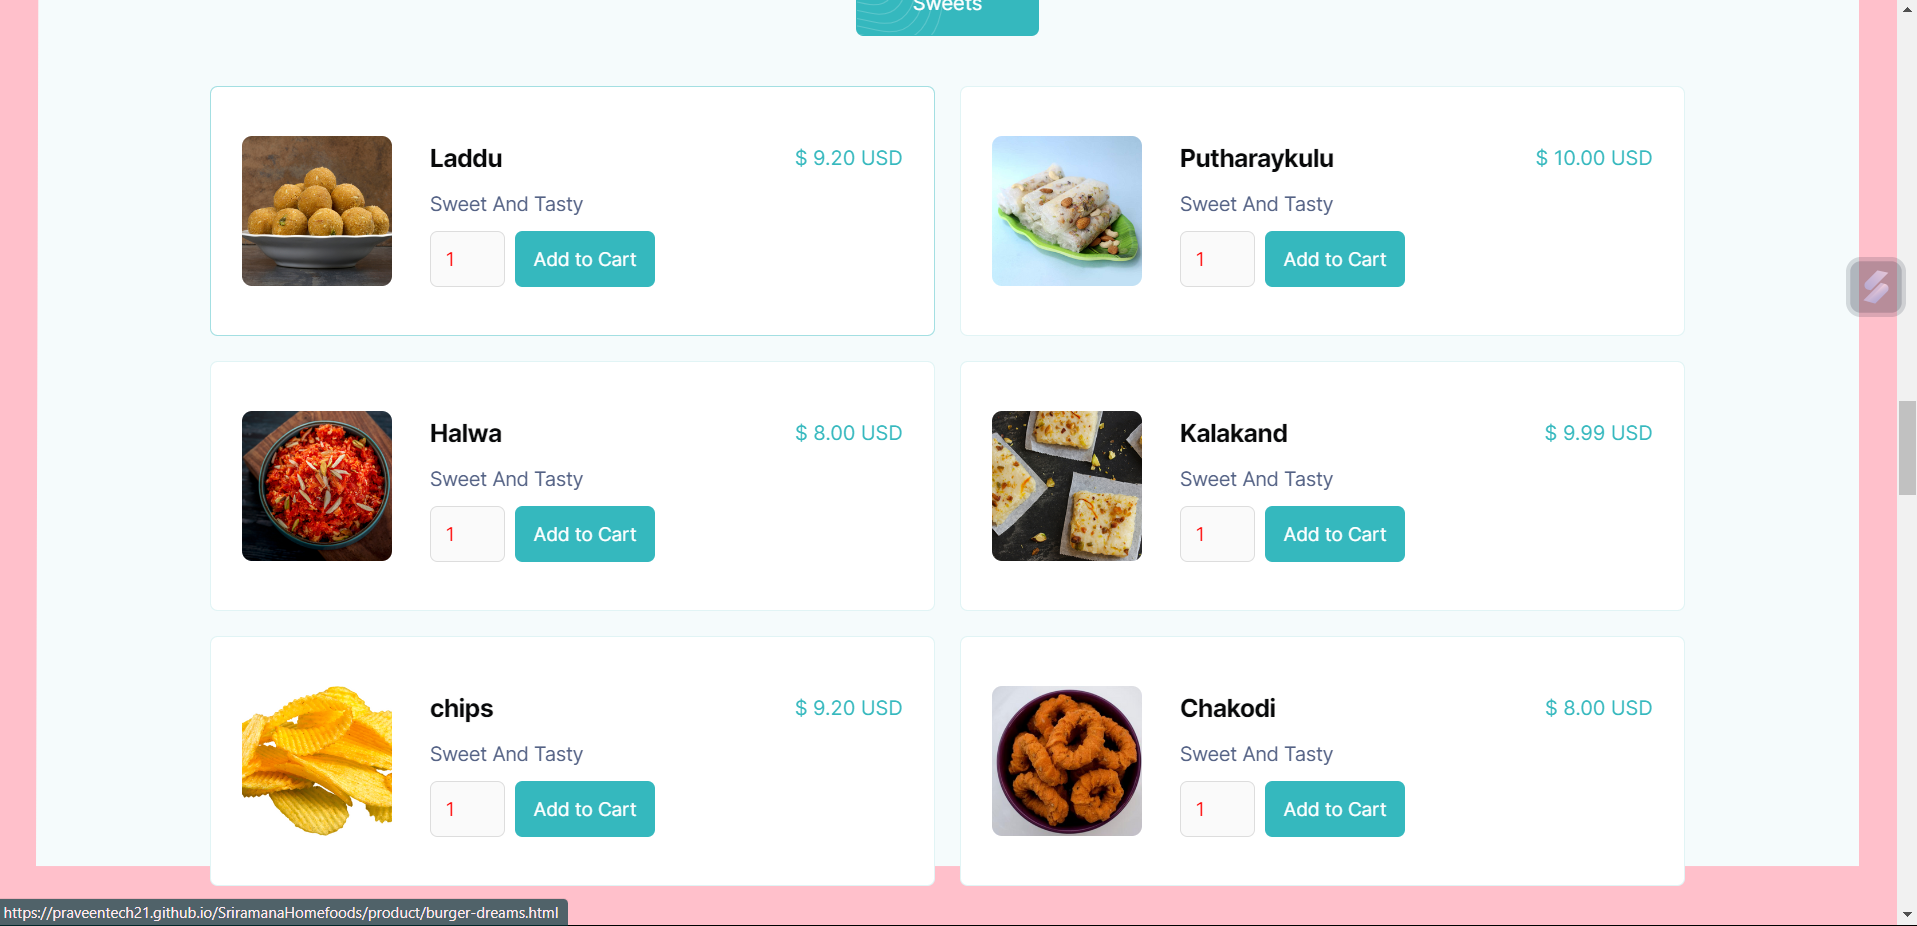 Sweets
Laddu
$ 9.20 USD
Sweet And Tasty
1
Add to Cart
Putharaykulu
$ 10.00 USD
Sweet And Tasty
1
Add to Cart
Halwa
$ 8.00 USD
Sweet And Tasty
1
Add to Cart
Kalakand
$ 9.99 USD
Sweet And Tasty
1
Add to Cart
chips
$ 9.20 USD
Sweet And Tasty
1
Add to Cart
Chakodi
$ 8.00 USD
Sweet And Tasty
1
Add to Cart
https://praveentech21.github.io/SriramanaHomefoods/product/burger-dreams.html